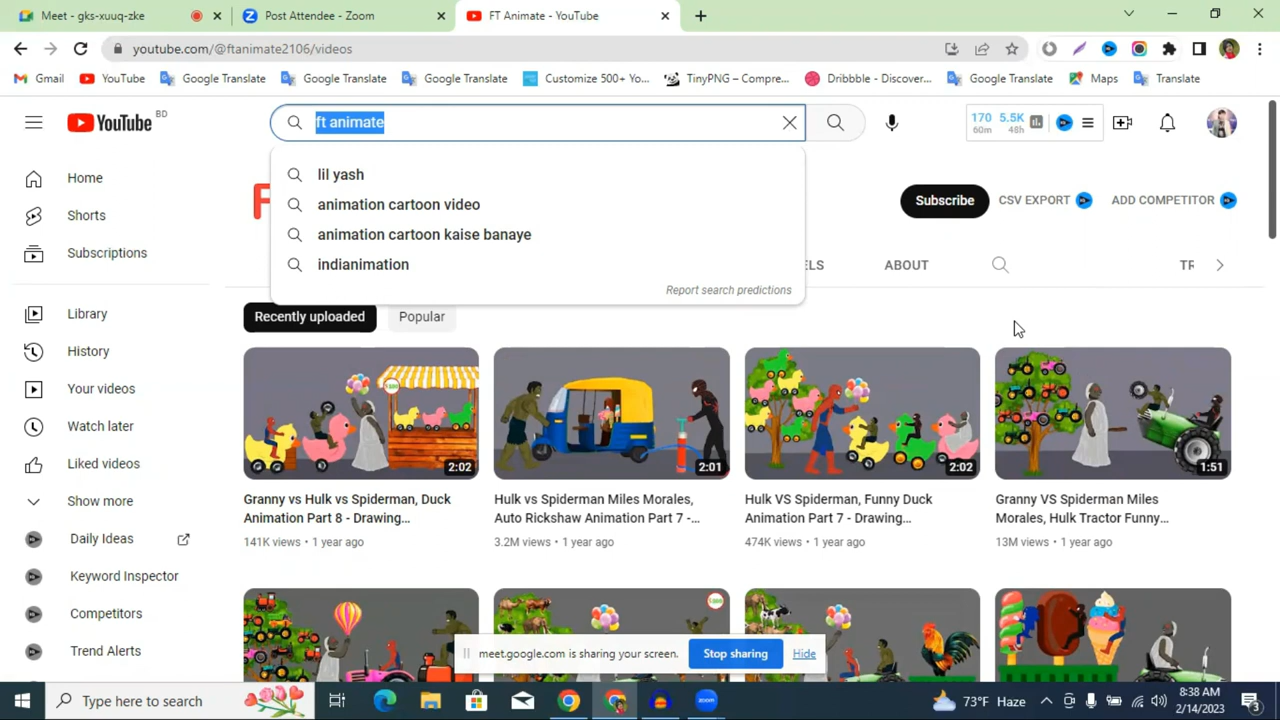 Meet - gks-xuuq-zke
Post Attendee - Zoom
FT Animate - YouTube
youtube.com/@ftanimate2106/videos
Gmail
YouTube
Google Translate
Google Translate
Google Translate
Customize 500+ Yo...
TinyPNG – Compre...
Dribbble - Discover...
Google Translate
Maps
Translate
YouTube
BD
ft animate
170
60m
5.5K
48h
Home
Shorts
Subscriptions
Library
History
Your videos
Watch later
Liked videos
Show more
Daily Ideas
Keyword Inspector
Competitors
Trend Alerts
lil yash
animation cartoon video
animation cartoon kaise banaye
indianimation
Report search predictions
Subscribe
CSV EXPORT
ADD COMPETITOR
ELS
ABOUT
TR
Recently uploaded
Popular
2:02
2:01
2:02
1:51
Granny vs Hulk vs Spiderman, Duck
Animation Part 8 - Drawing...
141K views • 1 year ago
Hulk vs Spiderman Miles Morales,
Auto Rickshaw Animation Part 7 -...
3.2M views • 1 year ago
Hulk VS Spiderman, Funny Duck
Animation Part 7 - Drawing...
474K views • 1 year ago
Granny VS Spiderman Miles
Morales, Hulk Tractor Funny...
13M views • 1 year ago
meet.google.com is sharing your screen.
Stop sharing
Hide
Type here to search
73°F Haze
8:38 AM
2/14/2023
3